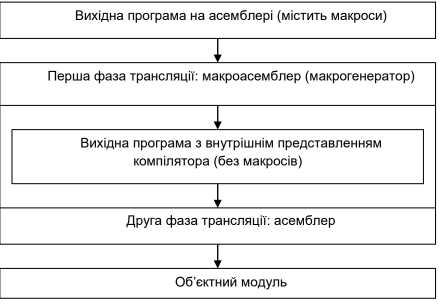 Вихідна програма на асемблері (містить макроси)
Перша фаза трансляції: макроасемблер (макрогенератор)
Вихідна програма з внутрішнім представленням
компілятора (без макросів)
Друга фаза трансляції: асемблер
Об’єктний модуль